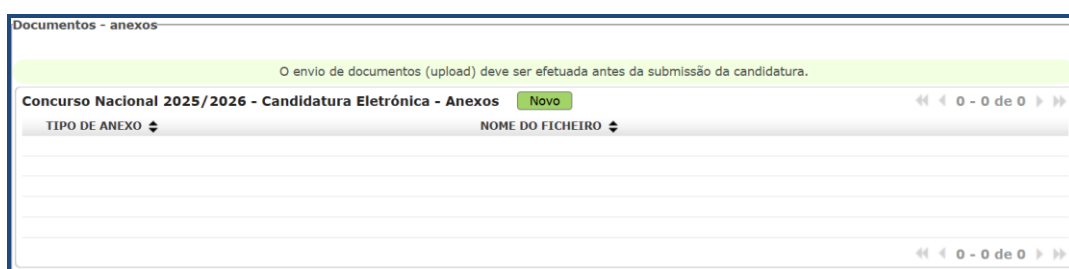 Documentos - anexos
O envio de documentos (upload) deve ser efetuada antes da submissão da candidatura.
Concurso Nacional 2025/2026 - Candidatura Eletrónica - Anexos Novo 0 - 0 de 0
TIPO DE ANEXO NOME DO FICHEIRO
0 - 0 de 0